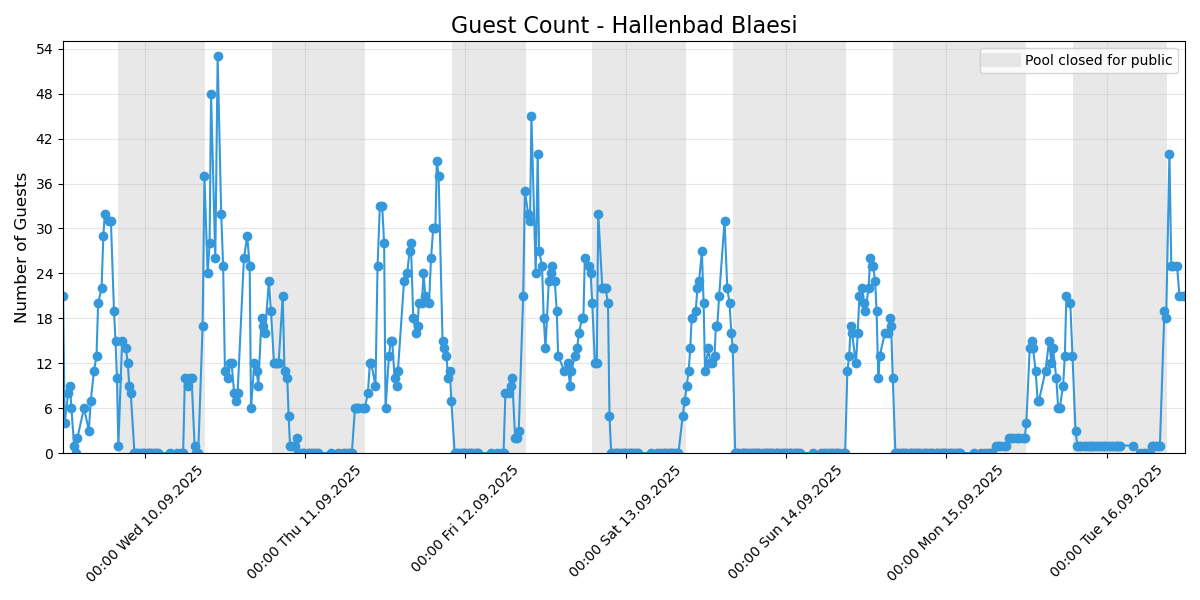 Guest Count - Hallenbad Blaesi
Pool closed for public
Number of Guests
54
48
42
36
30
24
18
12
6
0
00:00 Wed 10.09.2025
00:00 Thu 11.09.2025
00:00 Fri 12.09.2025
00:00 Sat 13.09.2025
00:00 Sun 14.09.2025
00:00 Mon 15.09.2025
00:00 Tue 16.09.2025